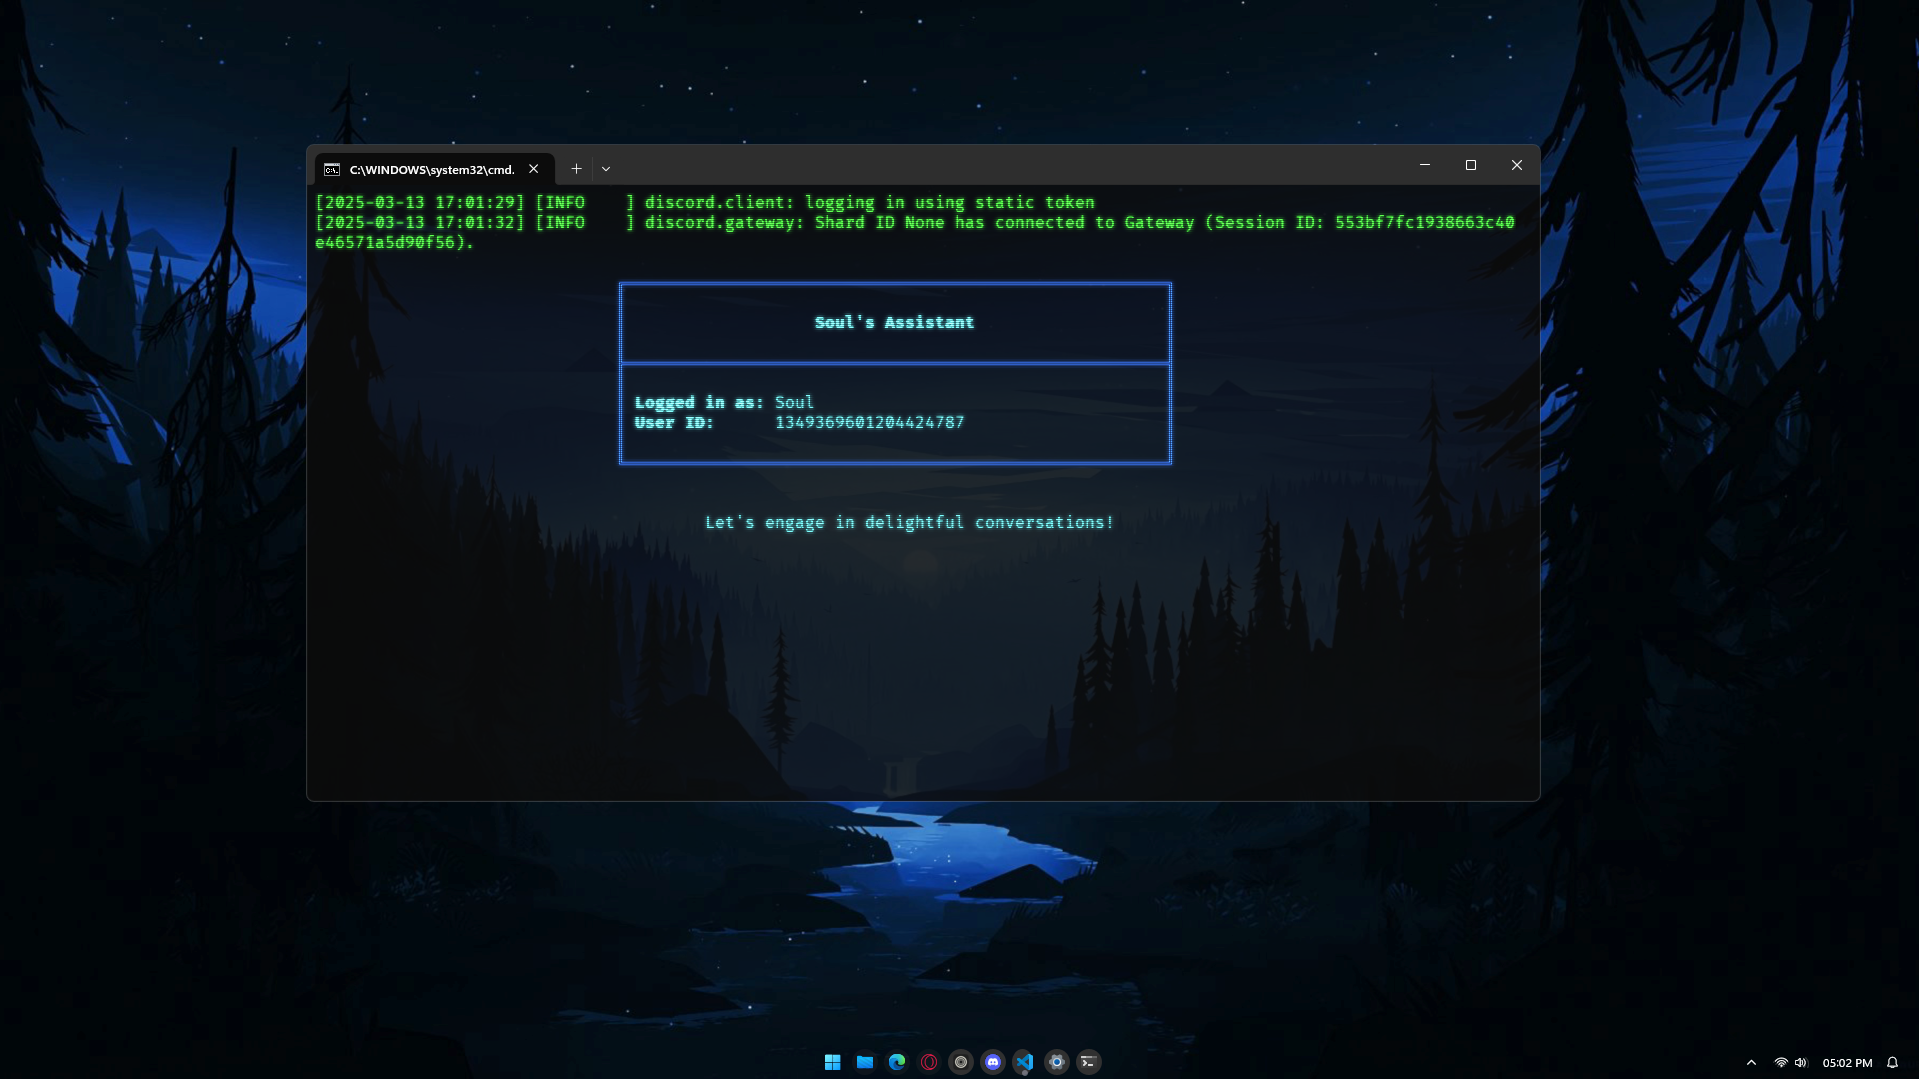 C:\WINDOWS\system32\cmd.
[2025-03-13 17:01:29] [INFO    ] discord.client: logging in using static token
[2025-03-13 17:01:32] [INFO    ] discord.gateway: Shard ID None has connected to Gateway (Session ID: 553bf7fc1938663c40
e46571a5d90f56).
Soul's Assistant
Logged in as: Soul
User ID:      1349369601204424787
Let's engage in delightful conversations!
05:02 PM